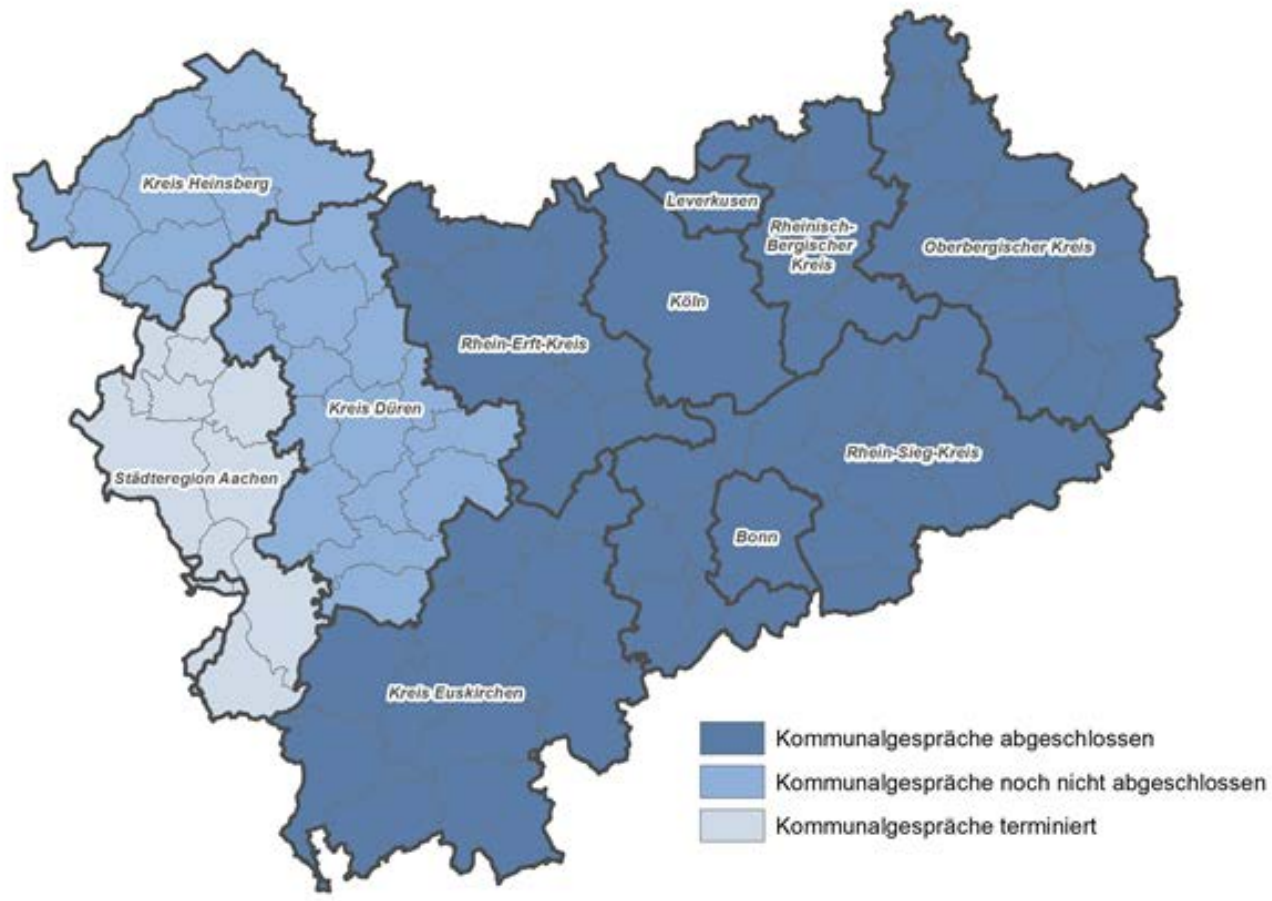 Kreis Heinsberg
Leverkusen
Rheinisch-
Bergischer
Kreis
Oberbergischer Kreis
Köln
Rhein-Erft-Kreis
Kreis Düren
Rhein-Sieg-Kreis
Städteregion Aachen
Bonn
Kreis Euskirchen
Kommunalgespräche abgeschlossen
Kommunalgespräche noch nicht abgeschlossen
Kommunalgespräche terminiert